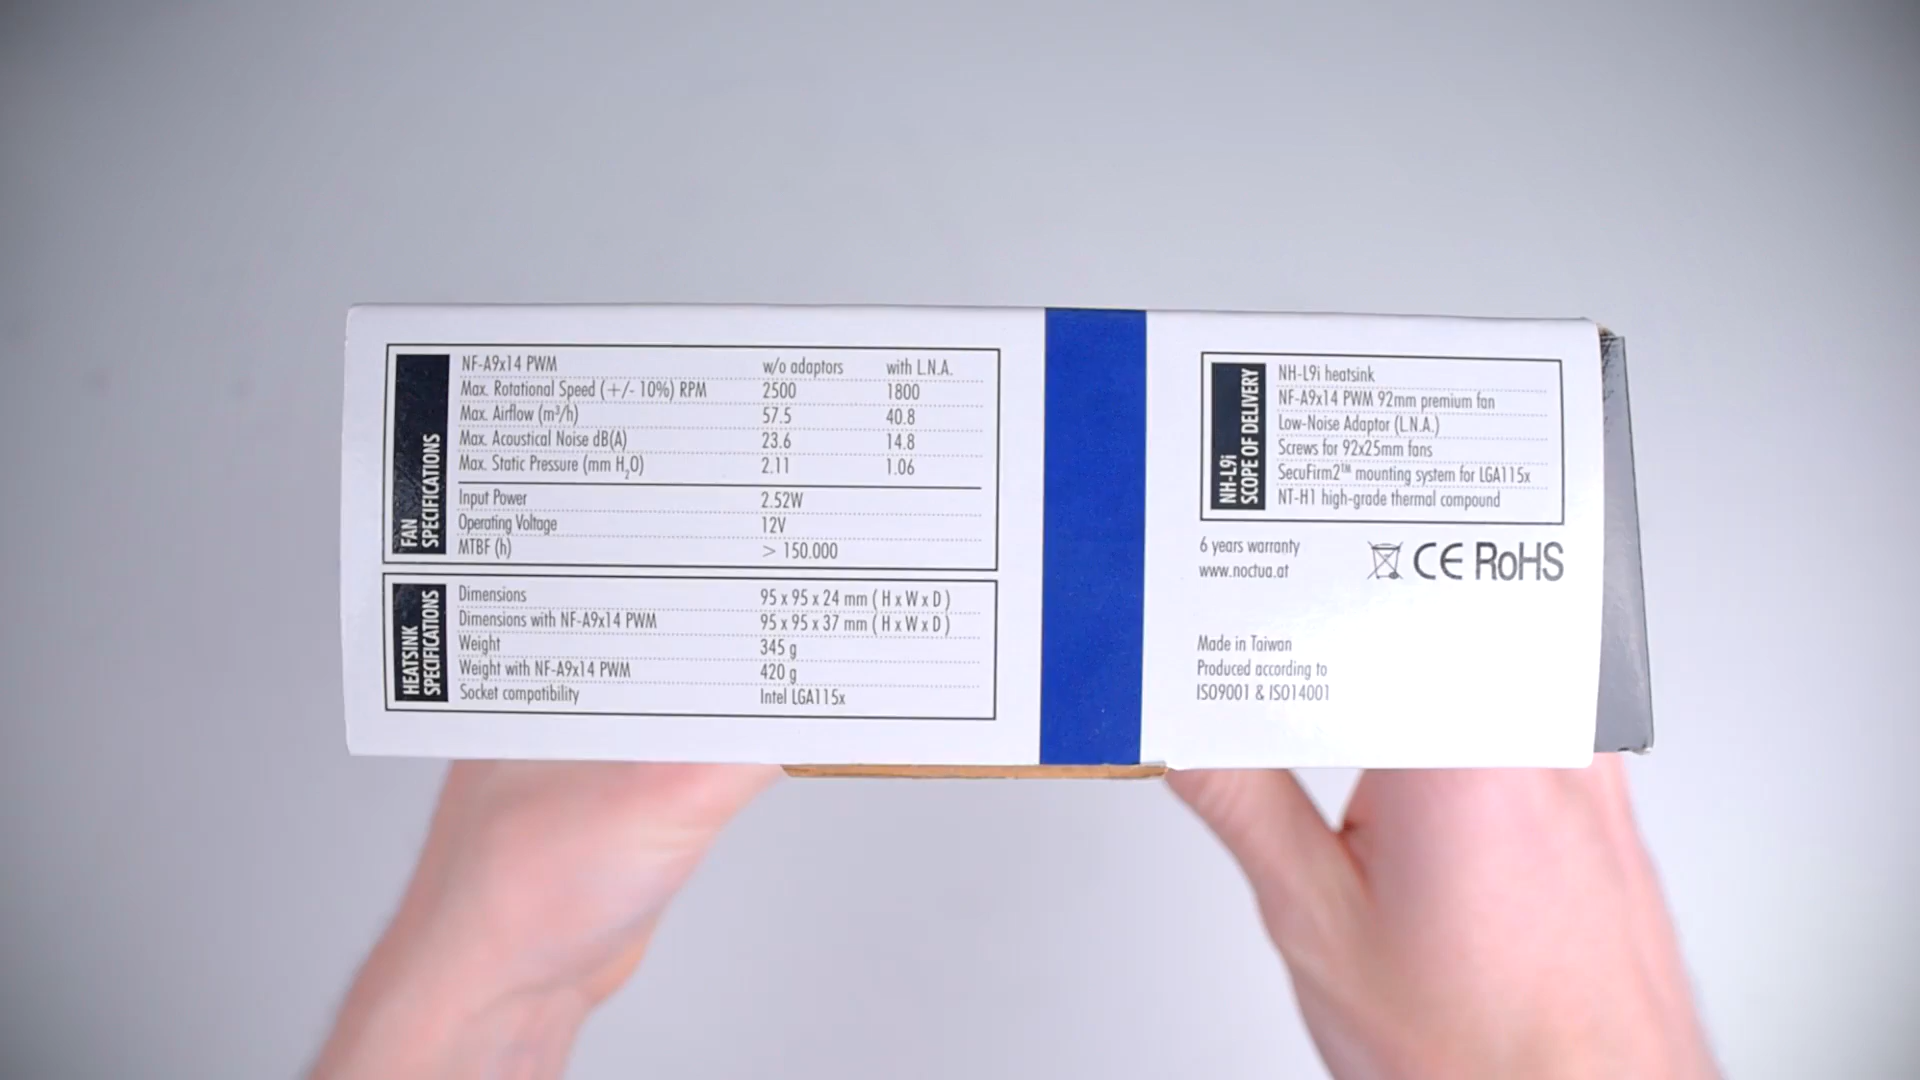 FAN
SPECIFICATIONS
NF-A9x14 PWM w/o adaptors with L.N.A.
Max. Rotational Speed (+/- 10%) RPM 2500 1800
Max. Airflow (m³/h) 57.5 40.8
Max. Acoustical Noise dB(A) 23.6 14.8
Max. Static Pressure (mm H₂O) 2.11 1.06
Input Power 2.52W
Operating Voltage 12V
MTBF (h) > 150.000
HEATSINK
SPECIFICATIONS
Dimensions 95 x 95 x 24 mm ( H x W x D )
Dimensions with NF-A9x14 PWM 95 x 95 x 37 mm ( H x W x D )
Weight 345 g
Weight with NF-A9x14 PWM 420 g
Socket compatibility Intel LGA115x
NH-L9i
SCOPE OF DELIVERY
NH-L9i heatsink
NF-A9x14 PWM 92mm premium fan
Low-Noise Adaptor (L.N.A.)
Screws for 92x25mm fans
SecuFirm2™ mounting system for LGA115x
NT-H1 high-grade thermal compound
6 years warranty
www.noctua.at
CE RoHS
Made in Taiwan
Produced according to
ISO9001 & ISO14001